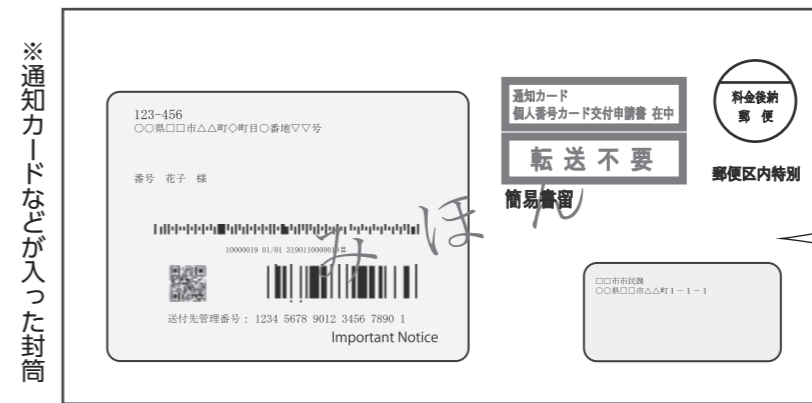 ※通知カードなどが入った封筒
123-456
○○県□□市△△町◇町目○番地▽▽号
番号 花子 様
10000019 01/01 3190110000019#
送付先管理番号: 1234 5678 9012 3456 7890 1
Important Notice
通知カード
個人番号カード交付申請書 在中
転送不要
簡易書留
料金後納
郵便
郵便区内特別
みほん
□□市市民課
○○県□□市△△町1-1-1